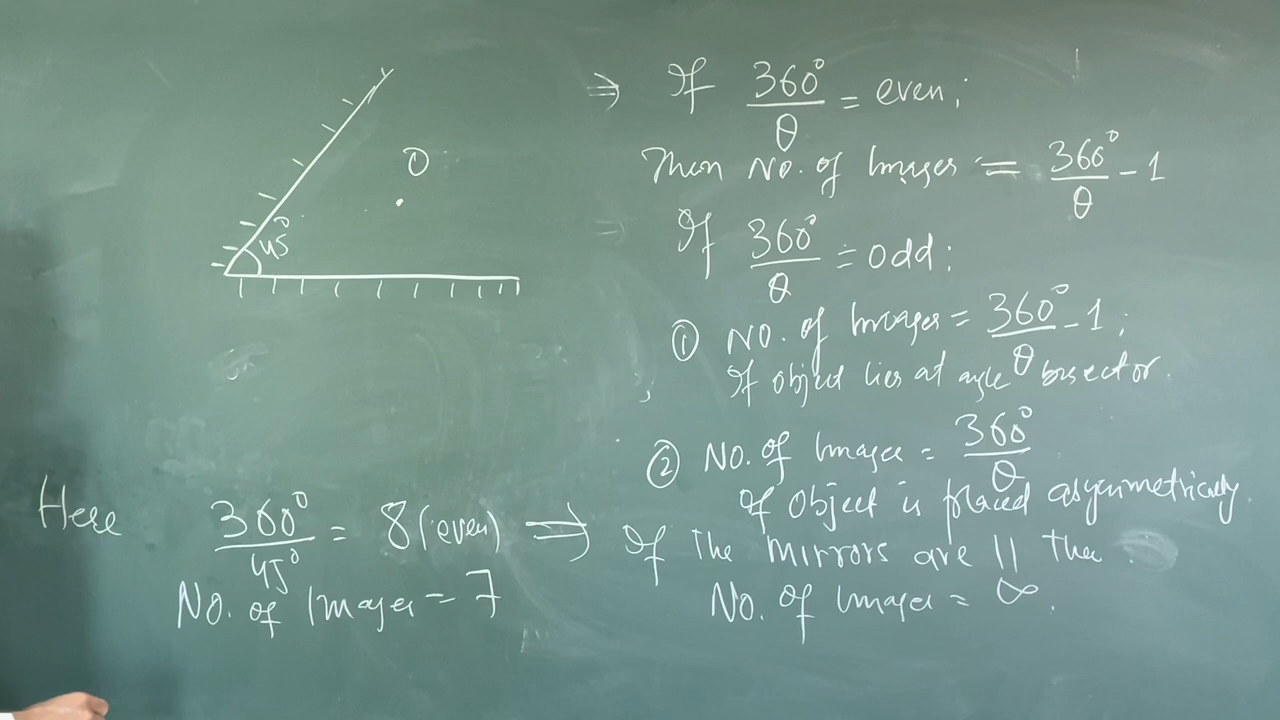 O
45°
⇒ If 360°/θ = even;
Then No. of Images = 360°/θ - 1
If 360°/θ = odd;
① No. of Images = 360°/θ - 1;
If object lies at agle bisector.
② No. of Images = 360°/θ
If object is placed asymmetrically.
Here 360°/45° = 8 (even) ⇒
No. of Images = 7
If The mirrors are || the
No. of Images = ∞.